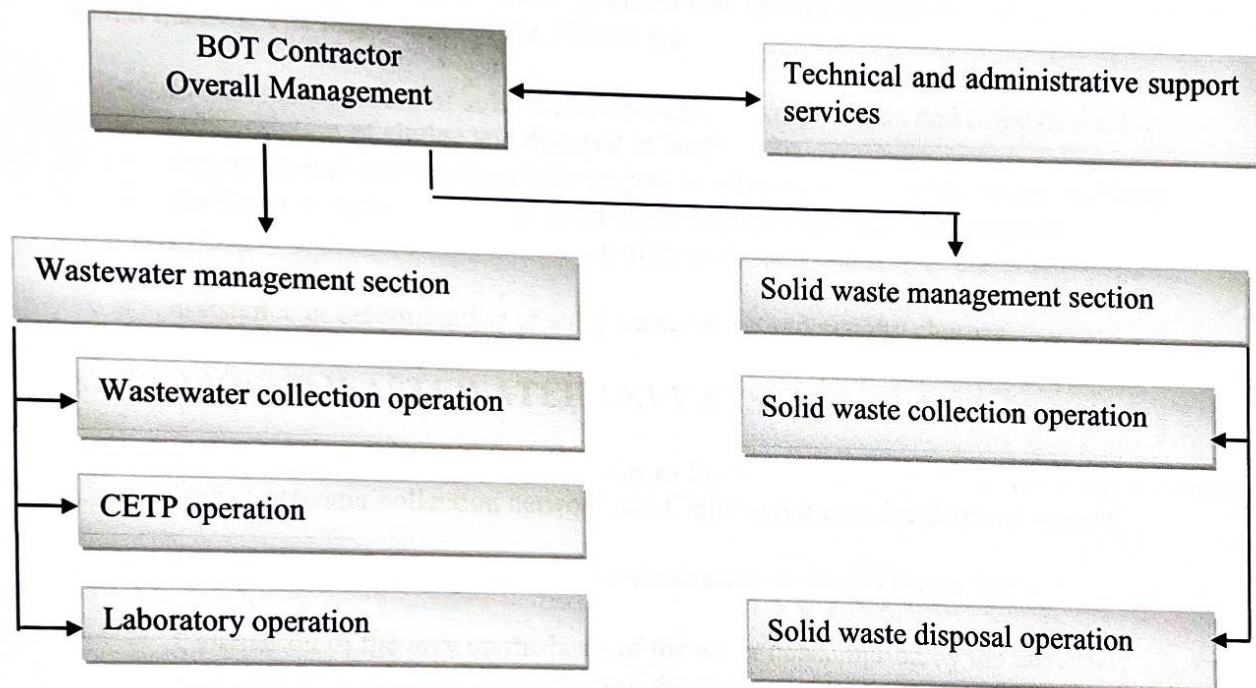 BOT Contractor
Overall Management
Technical and administrative support
services
Wastewater management section
Solid waste management section
Wastewater collection operation
Solid waste collection operation
CETP operation
Laboratory operation
Solid waste disposal operation